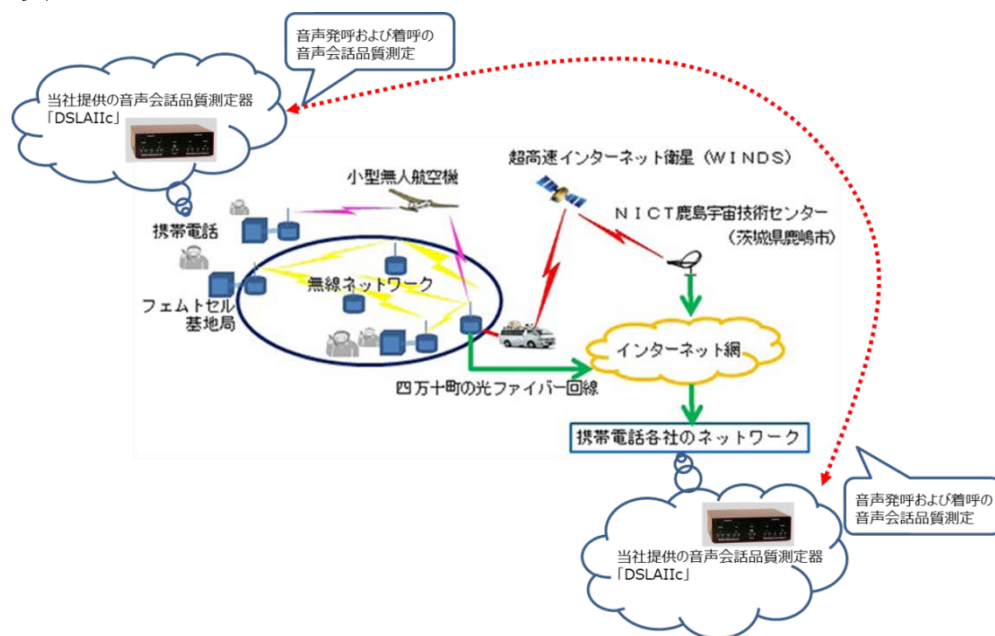 音声発呼および着呼の
音声会話品質測定
当社提供の音声会話品質測定器
「DSLAIIc」
超高速インターネット衛星（ＷＩＮＤＳ）
小型無人航空機
ＮＩＣＴ鹿島宇宙技術センター
（茨城県鹿嶋市）
携帯電話
無線ネットワーク
フェムトセル
基地局
インターネット網
四万十町の光ファイバー回線
携帯電話各社のネットワーク
音声発呼および着呼の
音声会話品質測定
当社提供の音声会話品質測定器
「DSLAIIc」